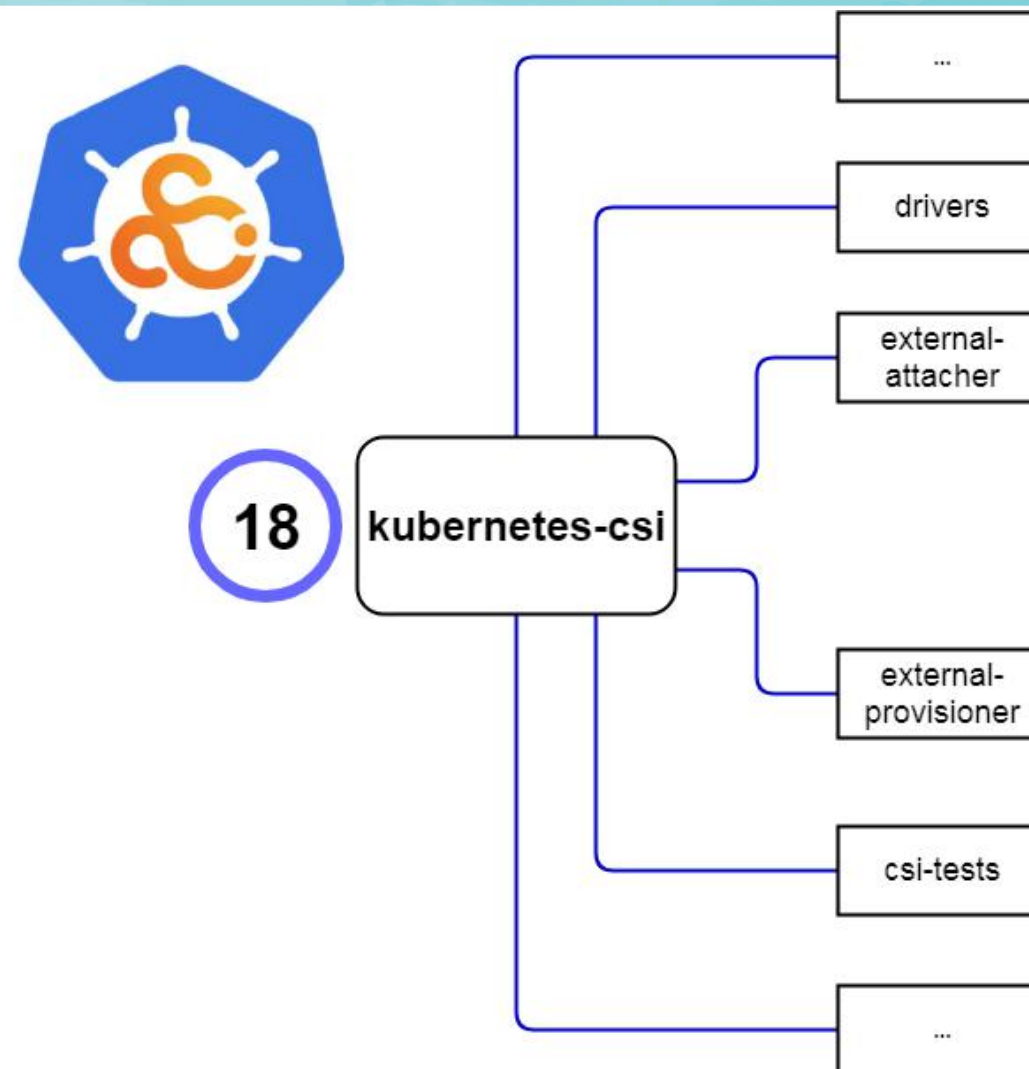 ...
drivers
external-
attacher
18
kubernetes-csi
external-
provisioner
csi-tests
...